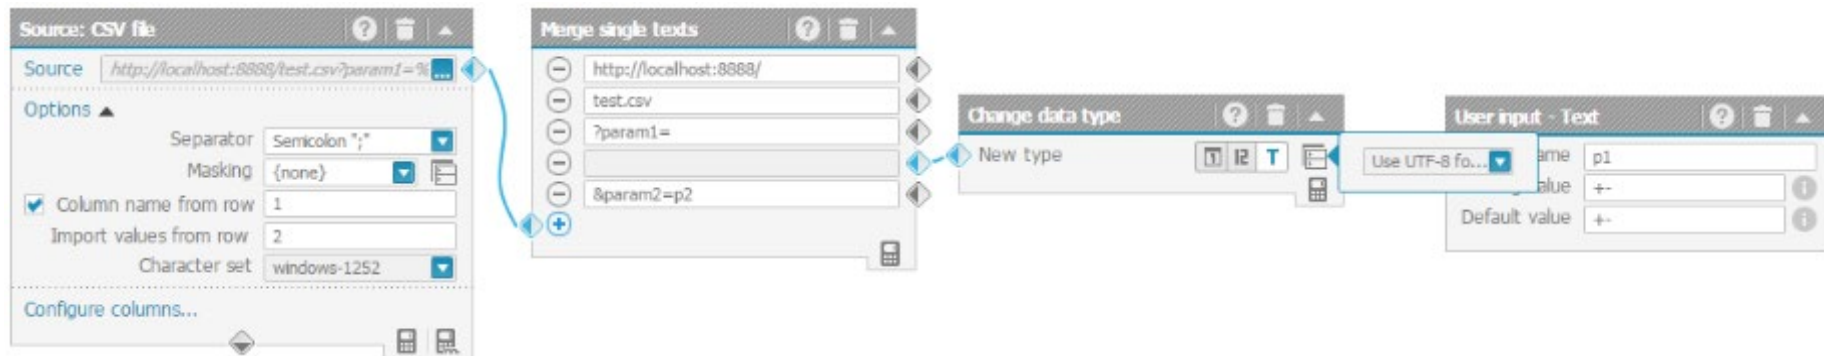 Source: CSV file
Source http://localhost:8888/test.csv?param1=% ...
Options
Separator Semicolon ";"
Masking {none}
Column name from row 1
Import values from row 2
Character set windows-1252
Configure columns...
Merge single texts
http://localhost:8888/
test.csv
?param1=
&param2=p2
Change data type
New type T
Use UTF-8 fo...
User input - Text
p1
+-
Default value +-